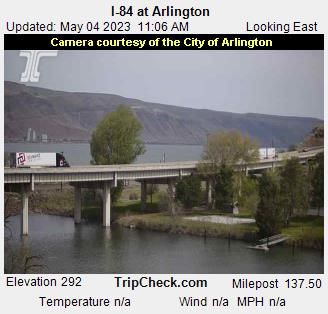 I-84 at Arlington
Updated: May 04 2023 11:06 AM Looking East
Camera courtesy of the City of Arlington
Elevation 292 TripCheck.com Milepost 137.50
Temperature n/a Wind n/a MPH n/a